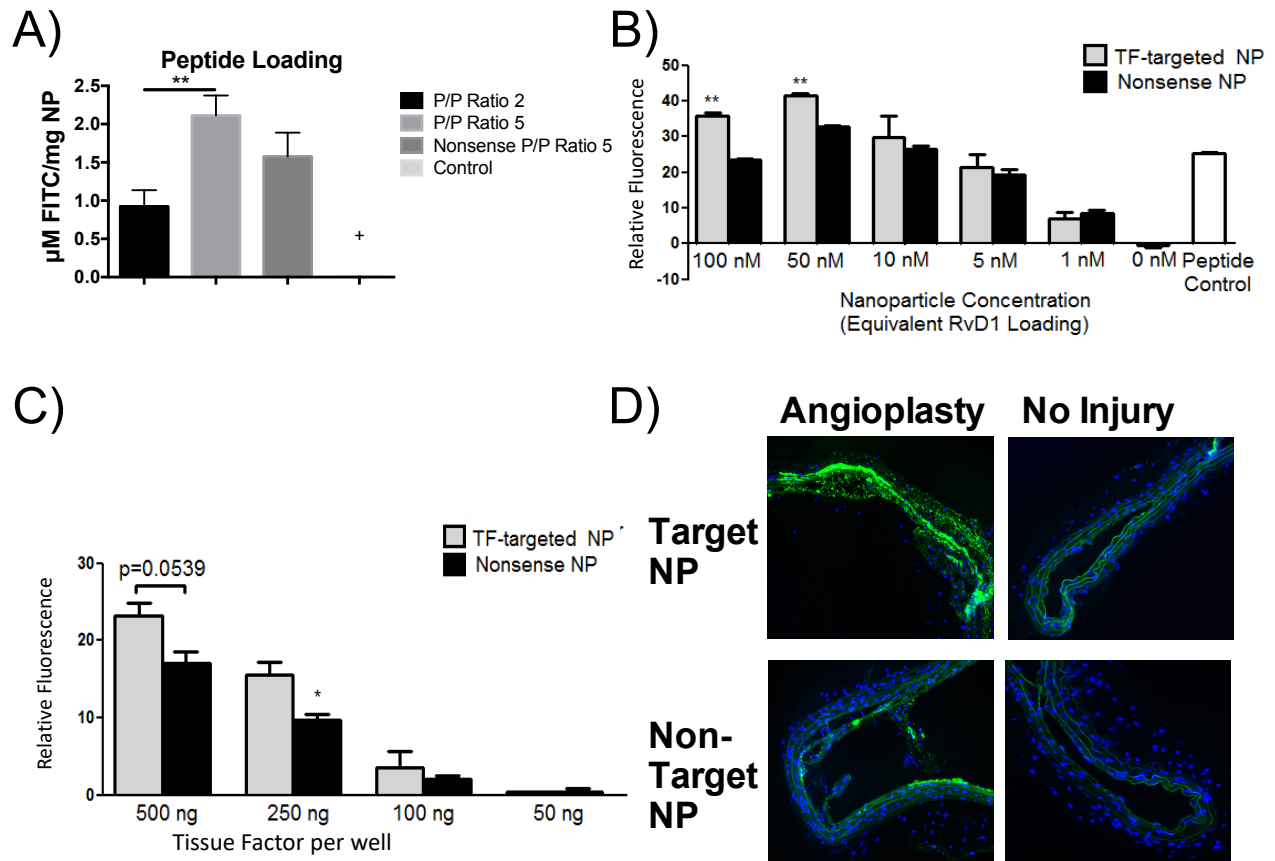 A)
Peptide Loading
µM FITC/mg NP
2.5
2.0
1.5
1.0
0.5
0.0
**
+
P/P Ratio 2
P/P Ratio 5
Nonsense P/P Ratio 5
Control
B)
TF-targeted NP
Nonsense NP
Relative Fluorescence
50
40
30
20
10
0
-10
**
**
100 nM
50 nM
10 nM
5 nM
1 nM
0 nM
Peptide
Control
Nanoparticle Concentration
(Equivalent RvD1 Loading)
C)
TF-targeted NP
Nonsense NP
Relative Fluorescence
30
20
10
0
p=0.0539
*
500 ng
250 ng
100 ng
50 ng
Tissue Factor per well
D)
Angioplasty
No Injury
Target
NP
Non-
Target
NP